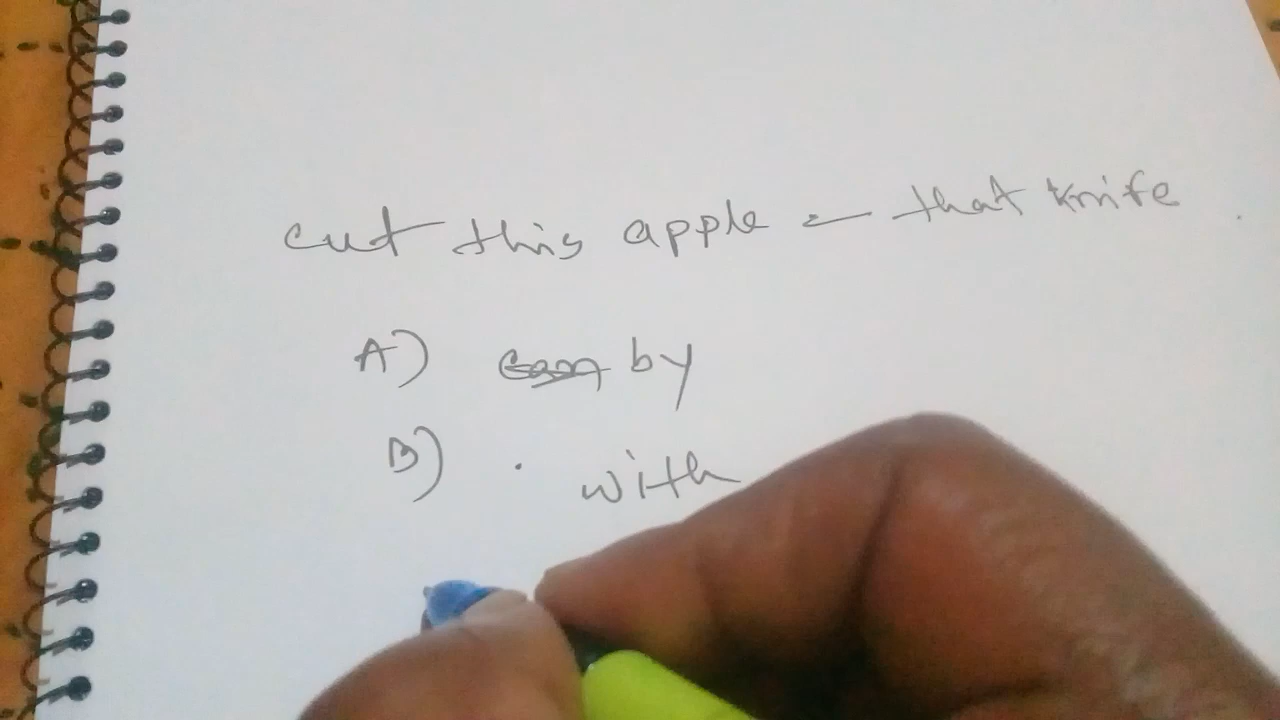 cut this apple — that knife.
A) by
B) with